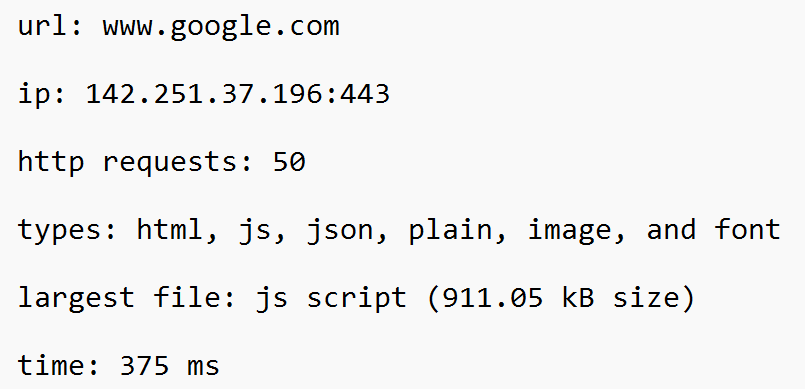 url: www.google.com
ip: 142.251.37.196:443
http requests: 50
types: html, js, json, plain, image, and font
largest file: js script (911.05 kB size)
time: 375 ms